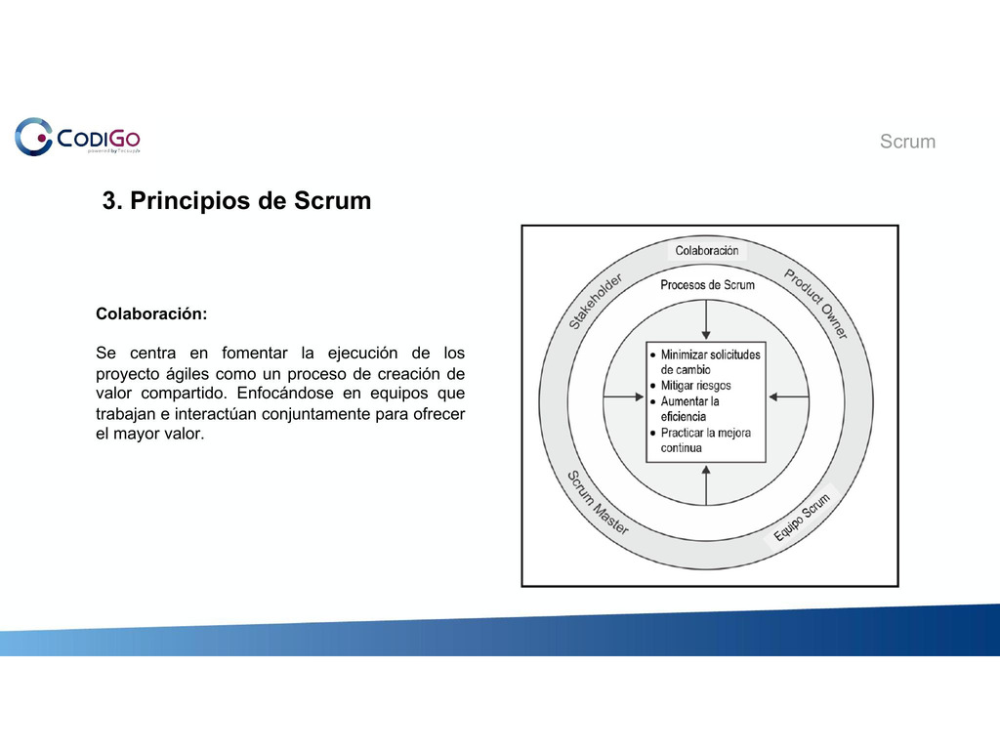 CODIGO
powered by Tecsup
Scrum
3. Principios de Scrum
Colaboración:
Se centra en fomentar la ejecución de los
proyecto ágiles como un proceso de creación de
valor compartido. Enfocándose en equipos que
trabajan e interactúan conjuntamente para ofrecer
el mayor valor.
Colaboración
Stakeholder
Product Owner
Procesos de Scrum
• Minimizar solicitudes
de cambio
• Mitigar riesgos
• Aumentar la
eficiencia
• Practicar la mejora
continua
Scrum Master
Equipo Scrum